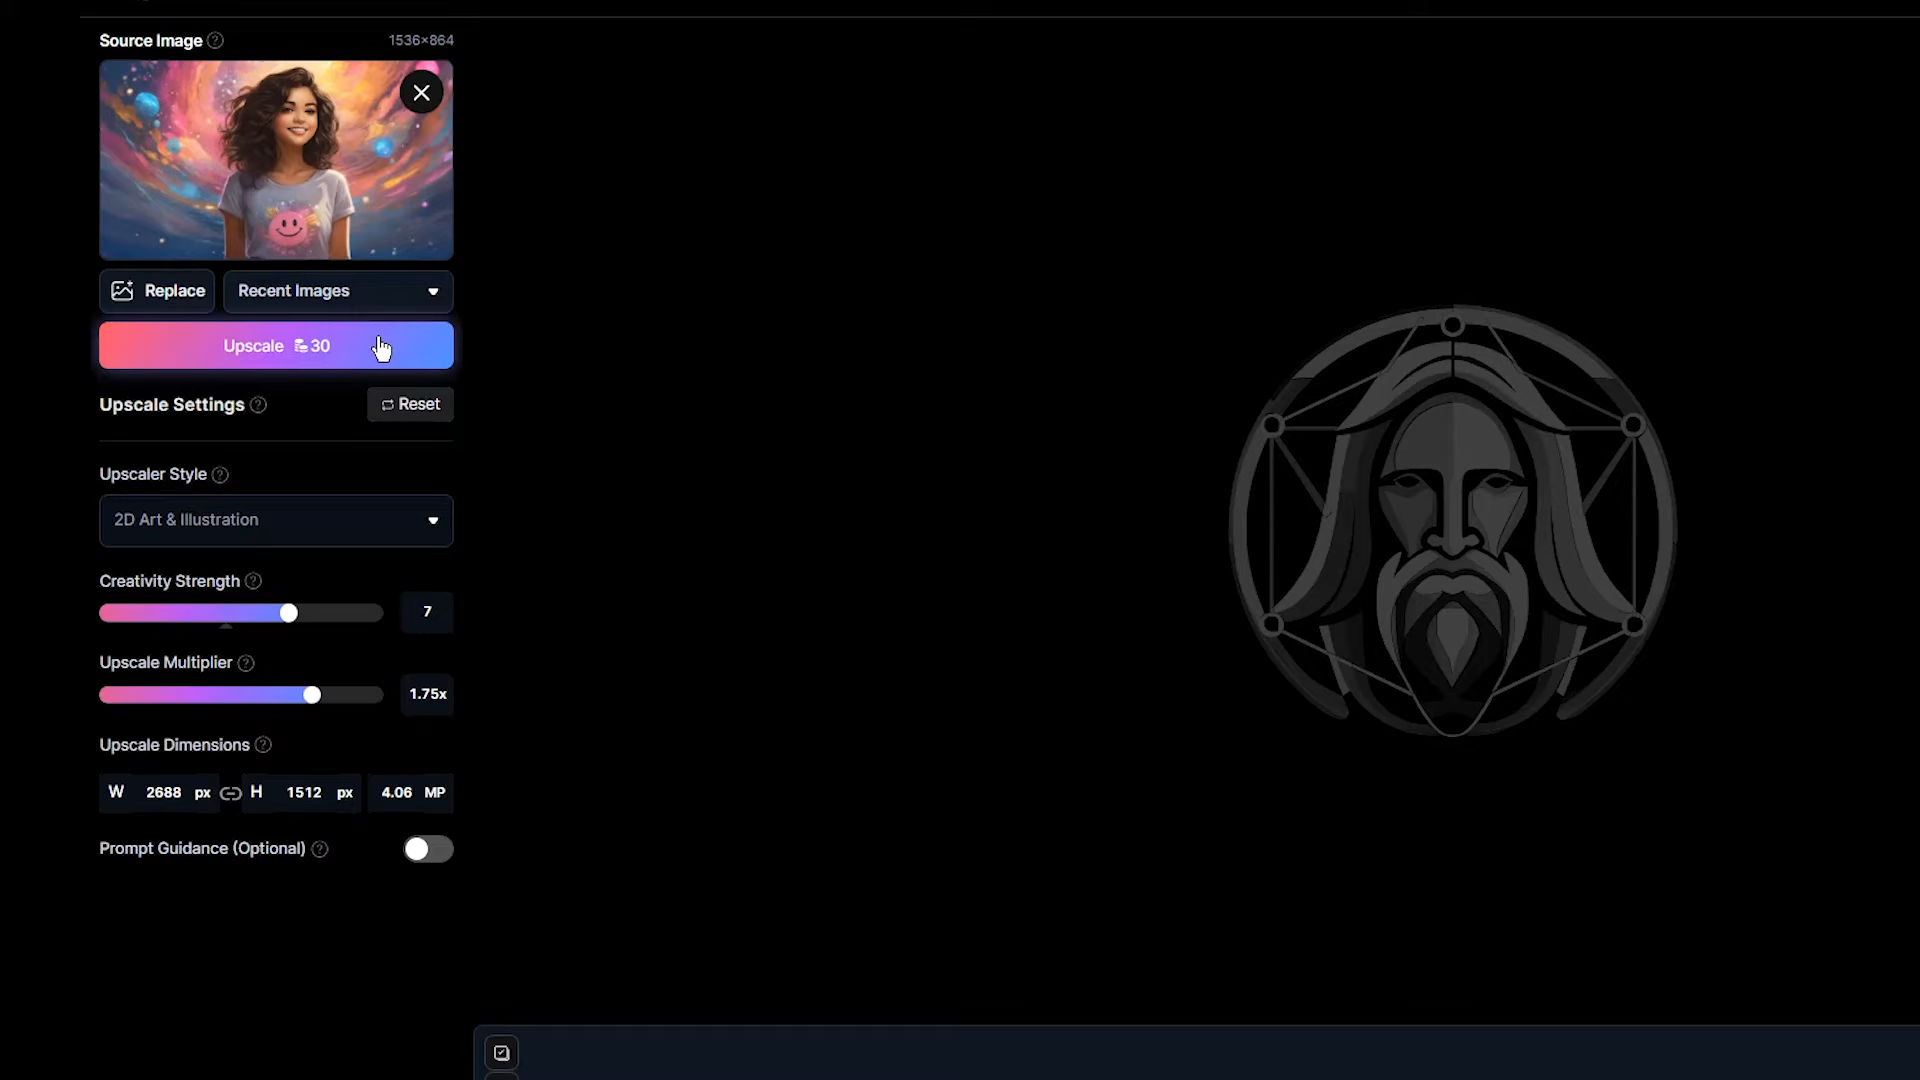 Source Image ? 1536×864
Replace Recent Images
Upscale 30
Upscale Settings ? Reset
Upscaler Style ?
2D Art & Illustration
Creativity Strength ?
7
Upscale Multiplier ?
1.75x
Upscale Dimensions ?
W 2688 px H 1512 px 4.06 MP
Prompt Guidance (Optional) ?